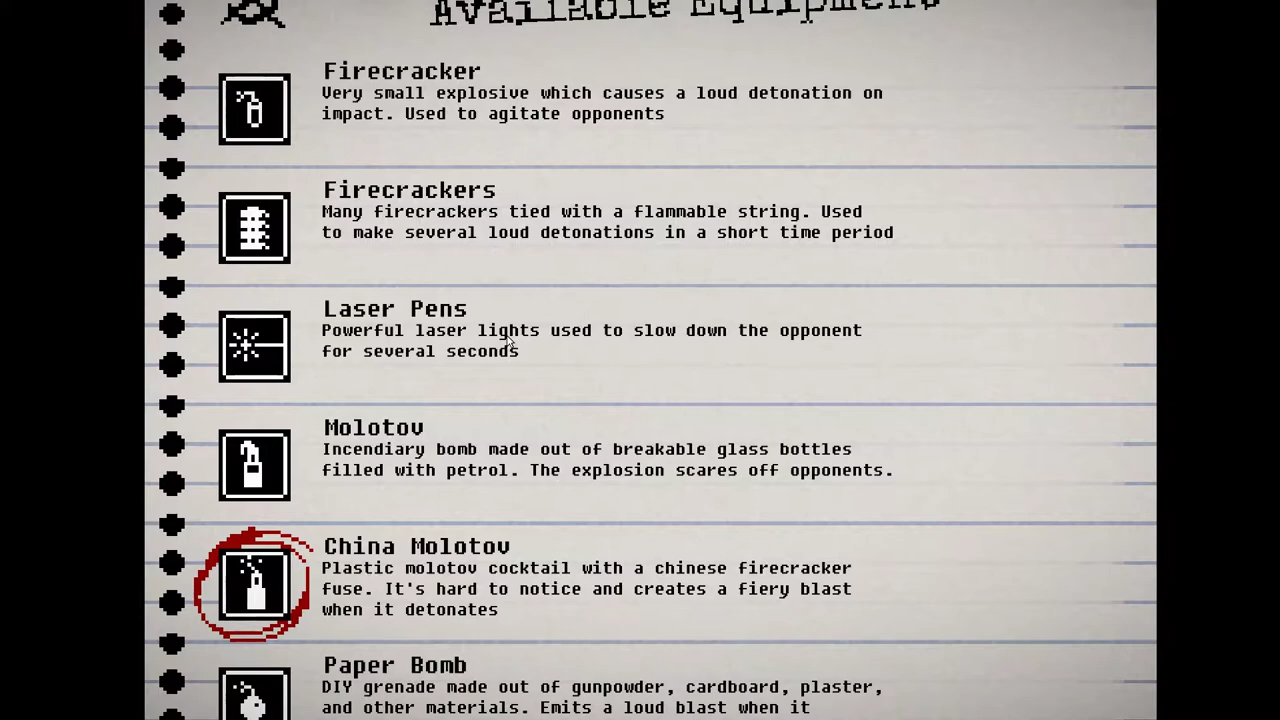 Available Equipment
Firecracker
Very small explosive which causes a loud detonation on
impact. Used to agitate opponents
Firecrackers
Many firecrackers tied with a flammable string. Used
to make several loud detonations in a short time period
Laser Pens
Powerful laser lights used to slow down the opponent
for several seconds
Molotov
Incendiary bomb made out of breakable glass bottles
filled with petrol. The explosion scares off opponents.
China Molotov
Plastic molotov cocktail with a chinese firecracker
fuse. It's hard to notice and creates a fiery blast
when it detonates
Paper Bomb
DIY grenade made out of gunpowder, cardboard, plaster,
and other materials. Emits a loud blast when it